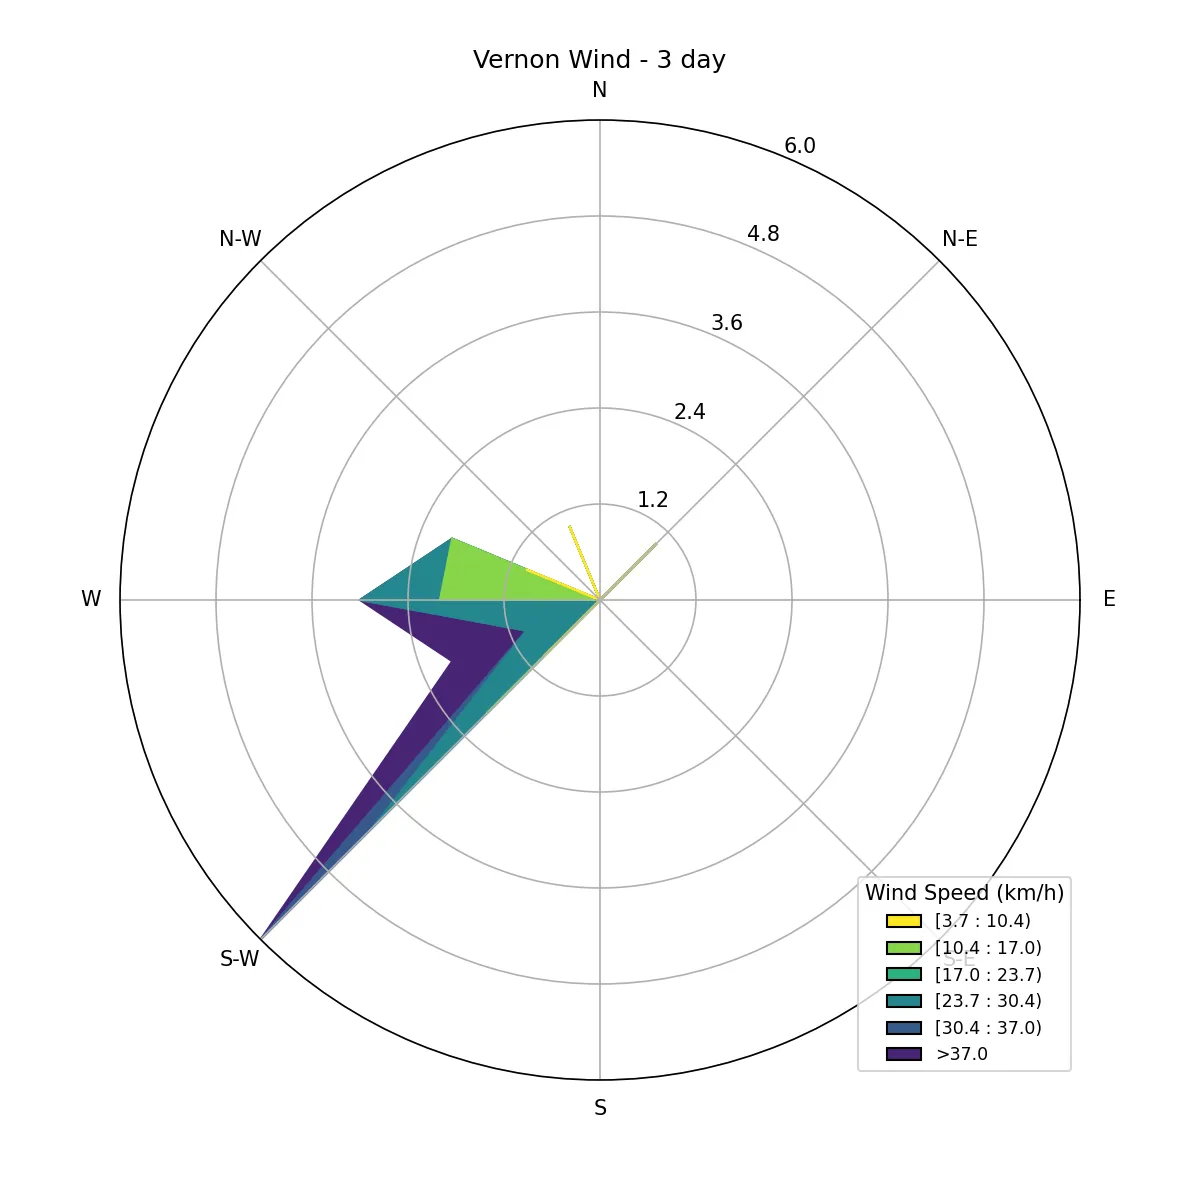 Vernon Wind - 3 day
N
6.0
N-W
4.8
N-E
3.6
2.4
1.2
W
E
S-W
S-E
S
Wind Speed (km/h)
[3.7 : 10.4)
[10.4 : 17.0)
[17.0 : 23.7)
[23.7 : 30.4)
[30.4 : 37.0)
>37.0